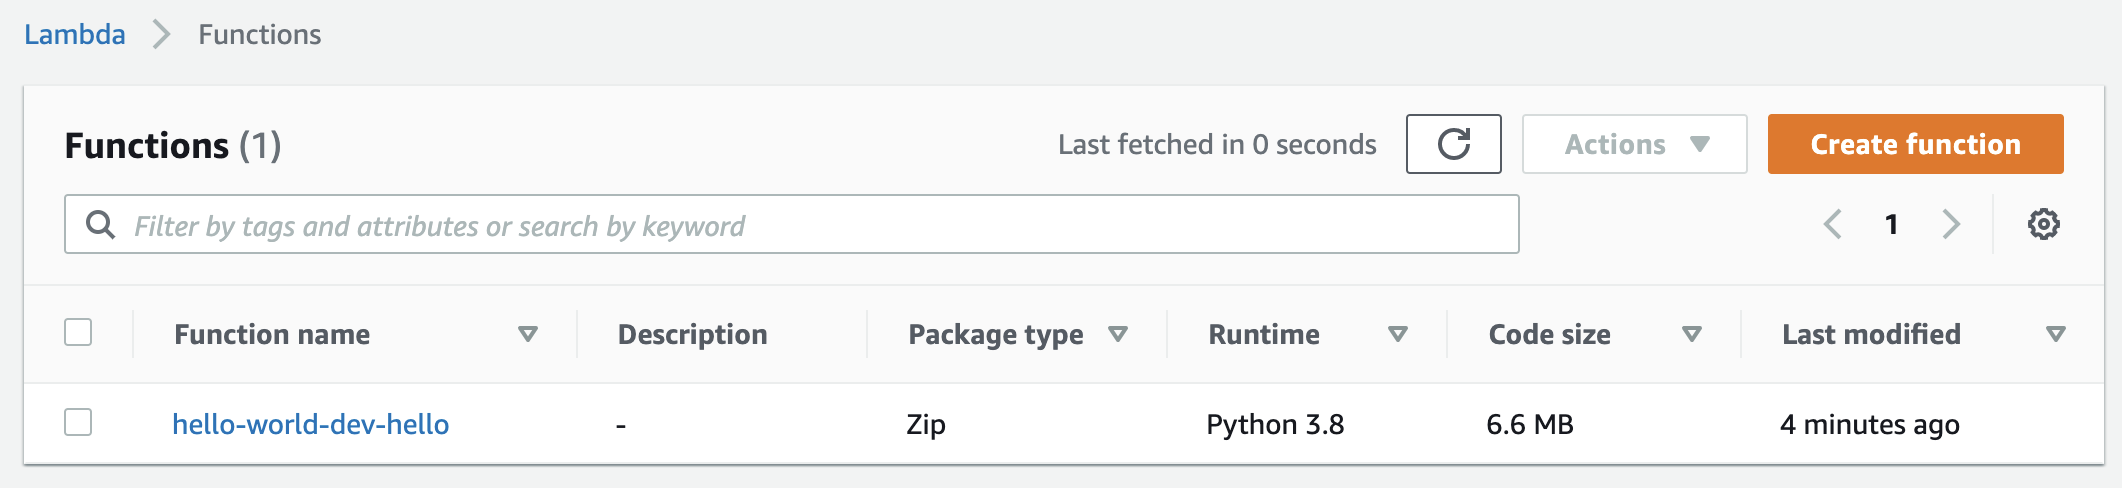 Lambda > Functions
Functions (1) Last fetched in 0 seconds Actions Create function
Filter by tags and attributes or search by keyword 1
Function name Description Package type Runtime Code size Last modified
hello-world-dev-hello - Zip Python 3.8 6.6 MB 4 minutes ago